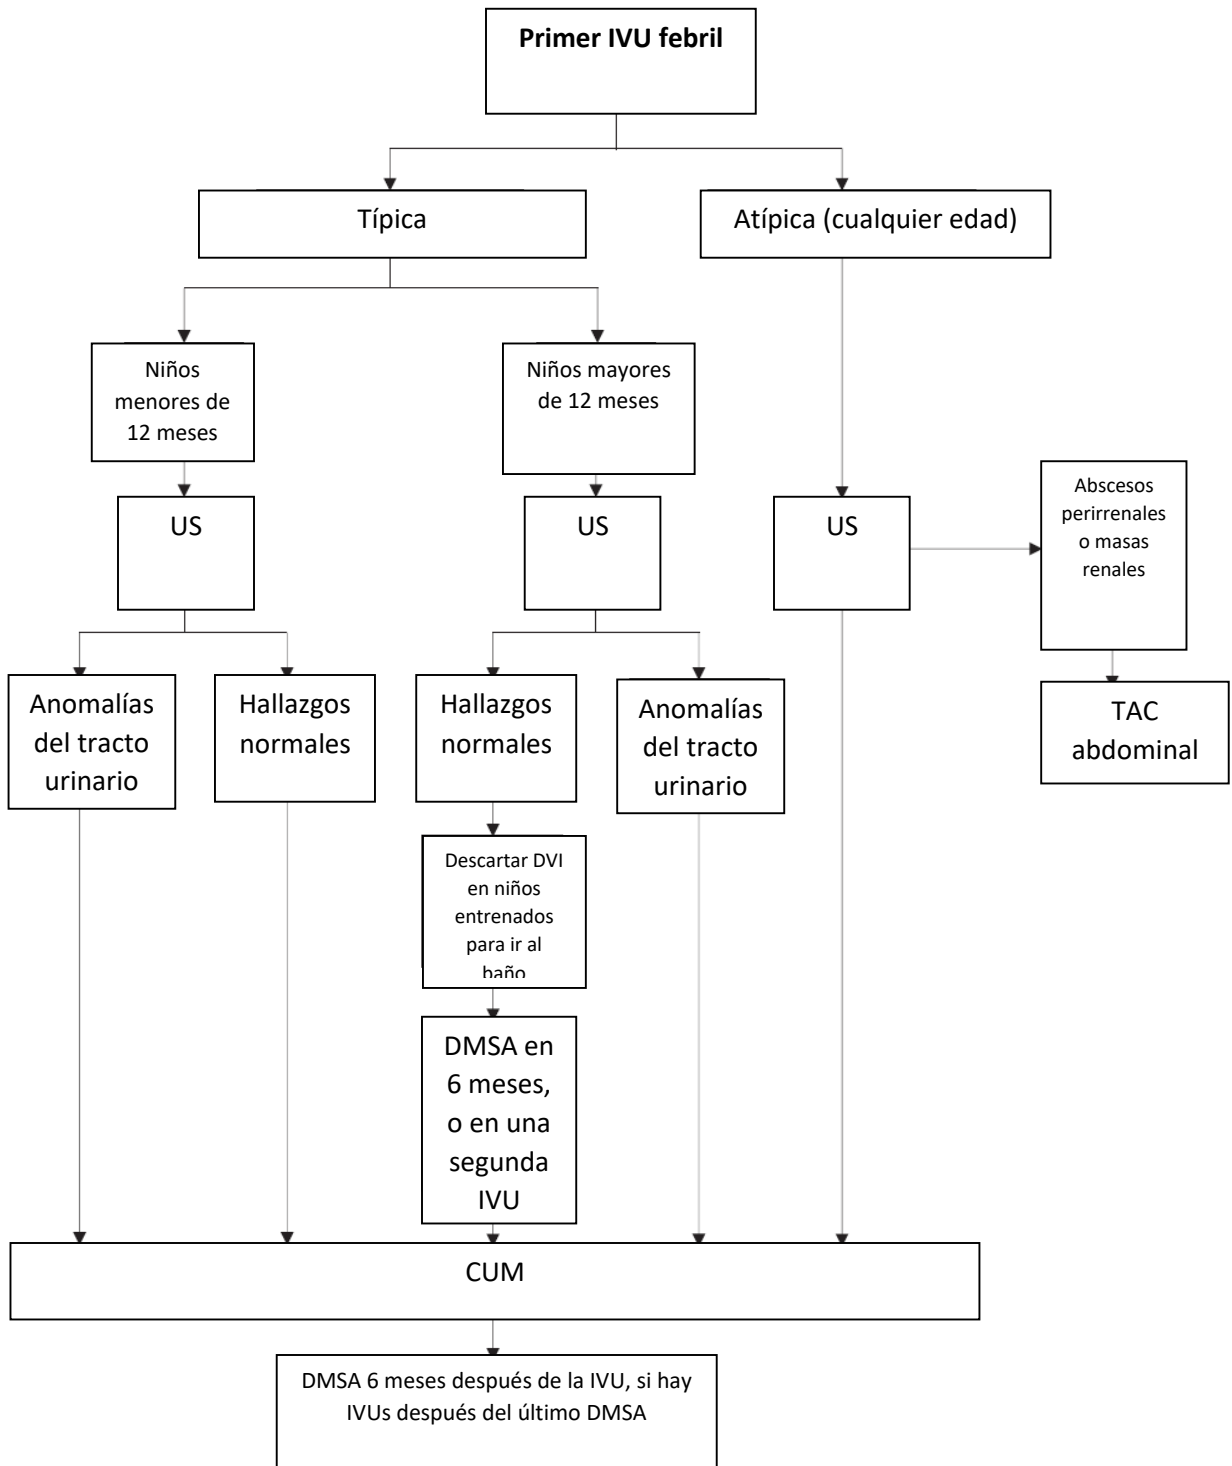 Primer IVU febril
Típica
Atípica (cualquier edad)
Niños
menores de
12 meses
Niños mayores
de 12 meses
US
US
US
Abscesos
perirrenales
o masas
renales
Anomalías
del tracto
urinario
Hallazgos
normales
Hallazgos
normales
Anomalías
del tracto
urinario
TAC
abdominal
Descartar DVI
en niños
entrenados
para ir al
baño
DMSA en
6 meses,
o en una
segunda
IVU
CUM
DMSA 6 meses después de la IVU, si hay
IVUs después del último DMSA